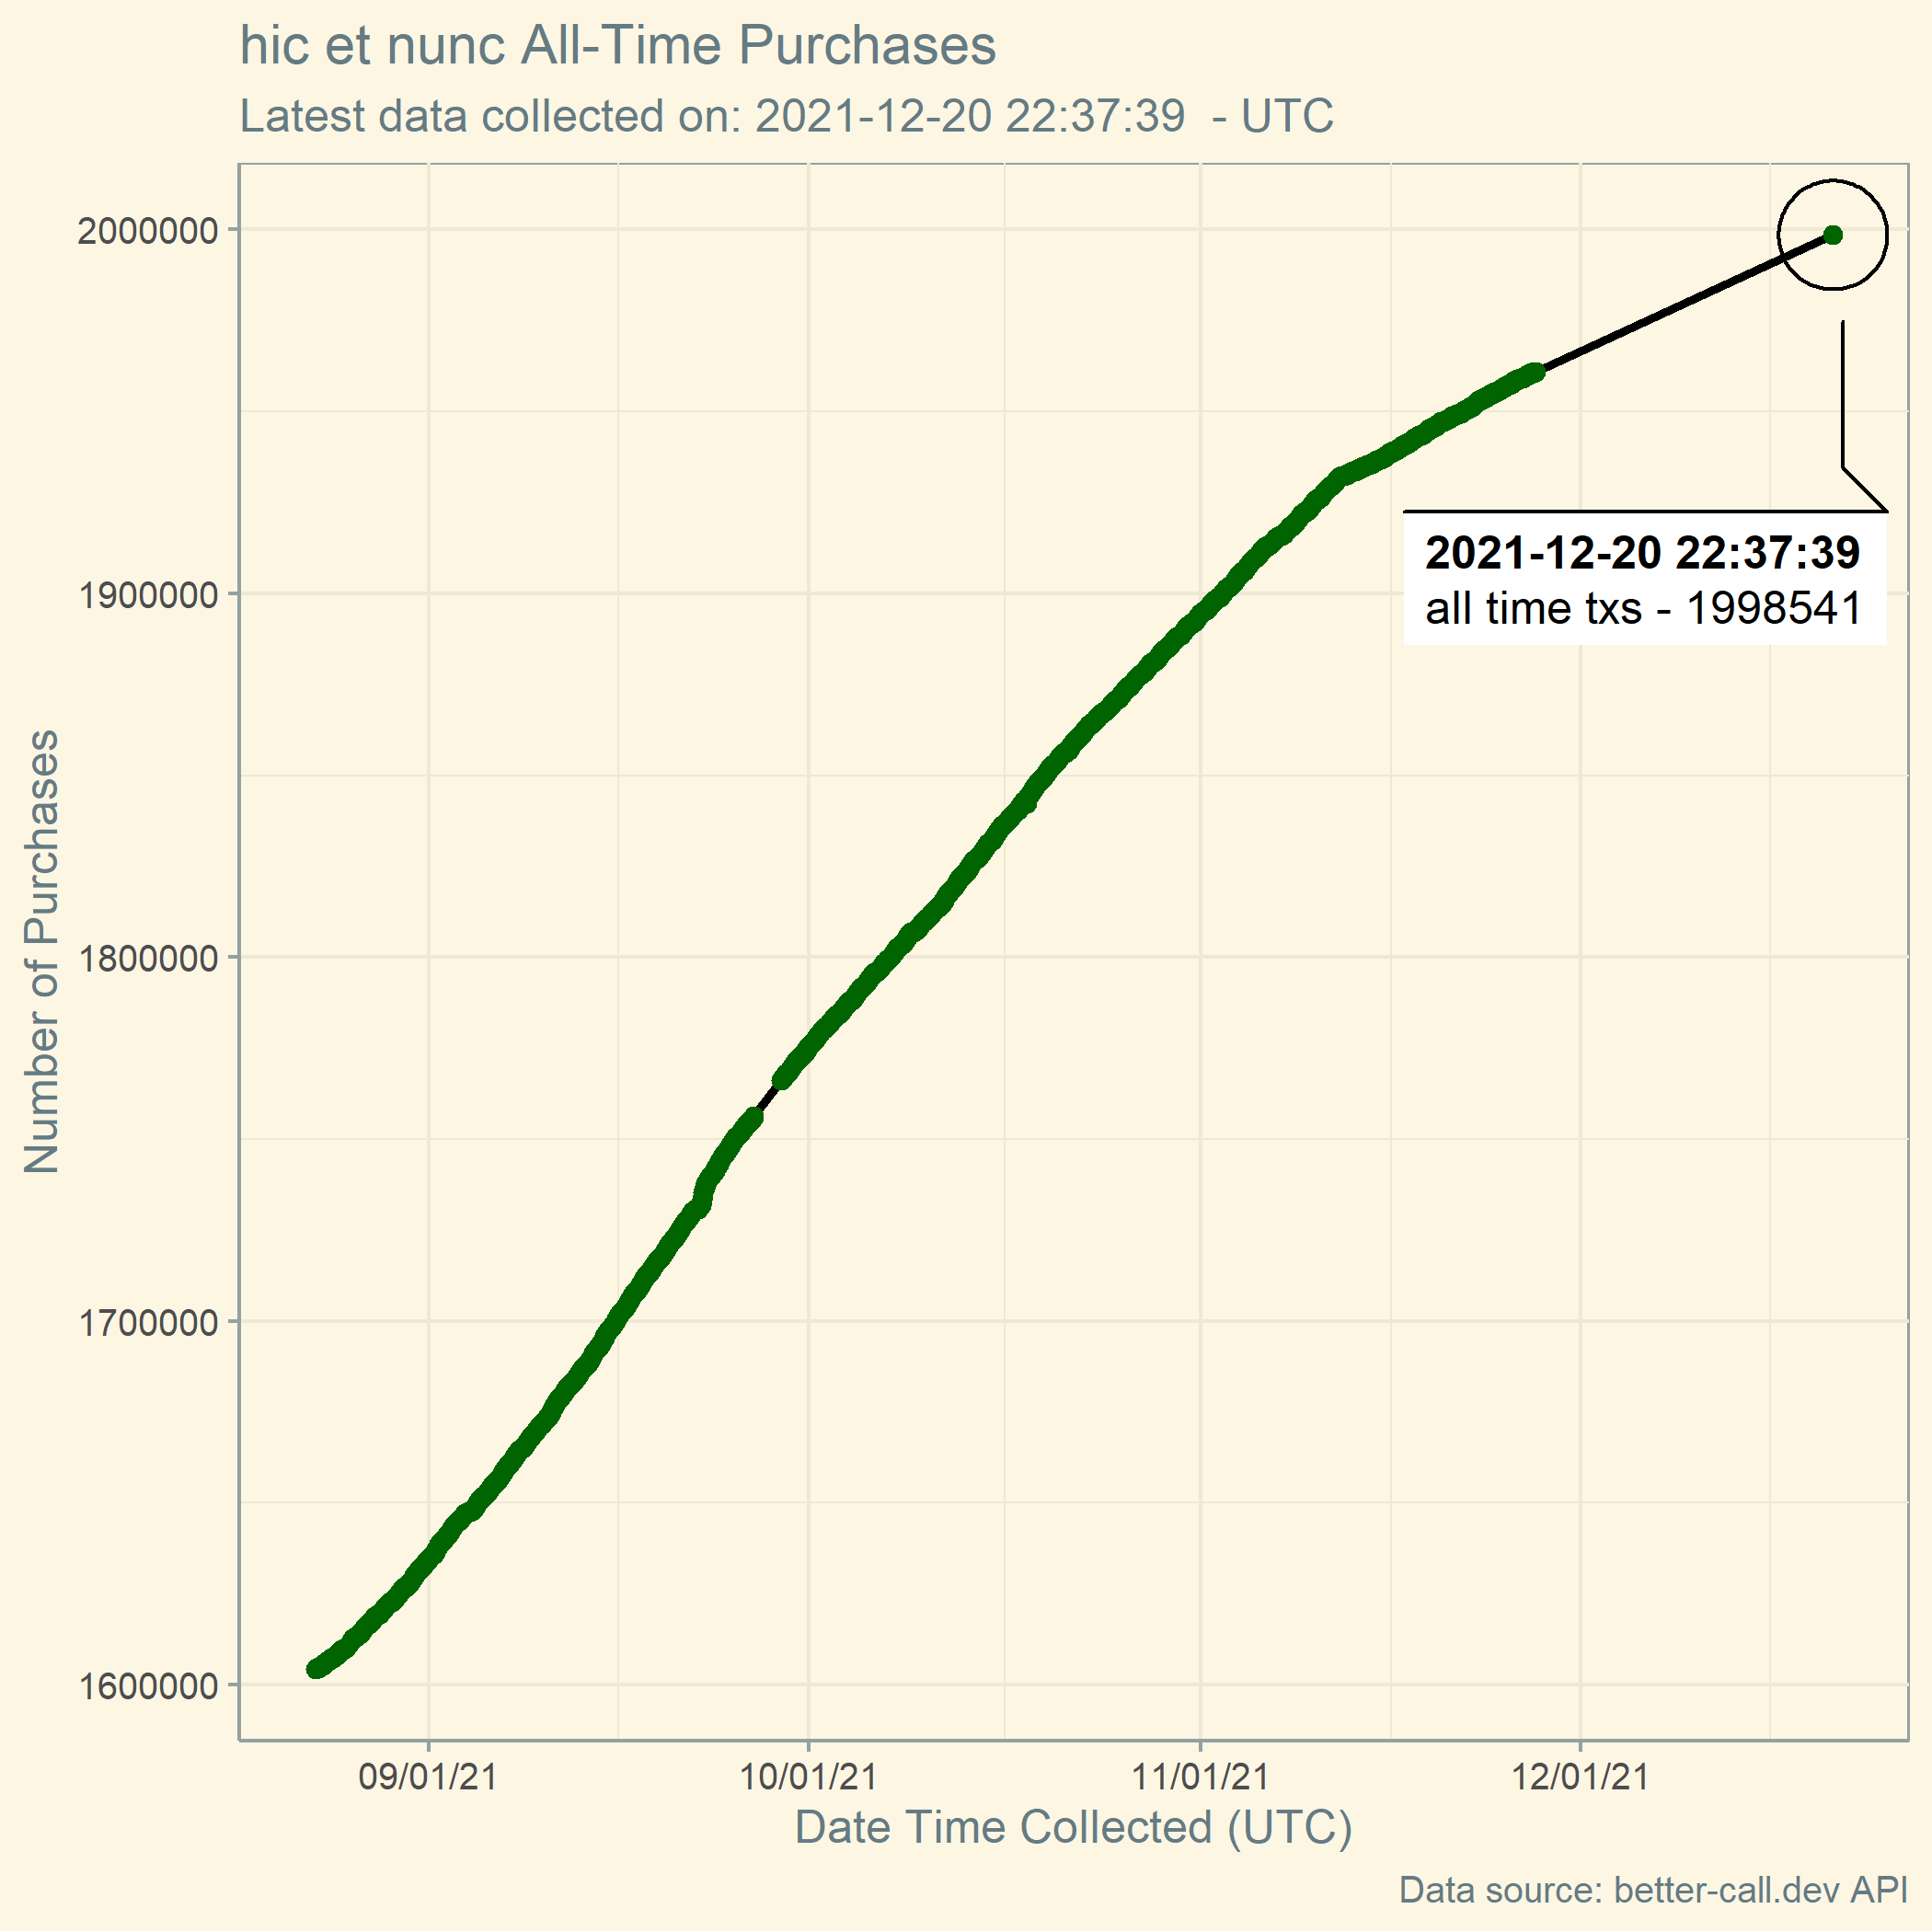 hic et nunc All-Time Purchases
Latest data collected on: 2021-12-20 22:37:39  - UTC
Number of Purchases
2000000
1900000
1800000
1700000
1600000
2021-12-20 22:37:39
all time txs - 1998541
09/01/21
10/01/21
11/01/21
12/01/21
Date Time Collected (UTC)
Data source: better-call.dev API